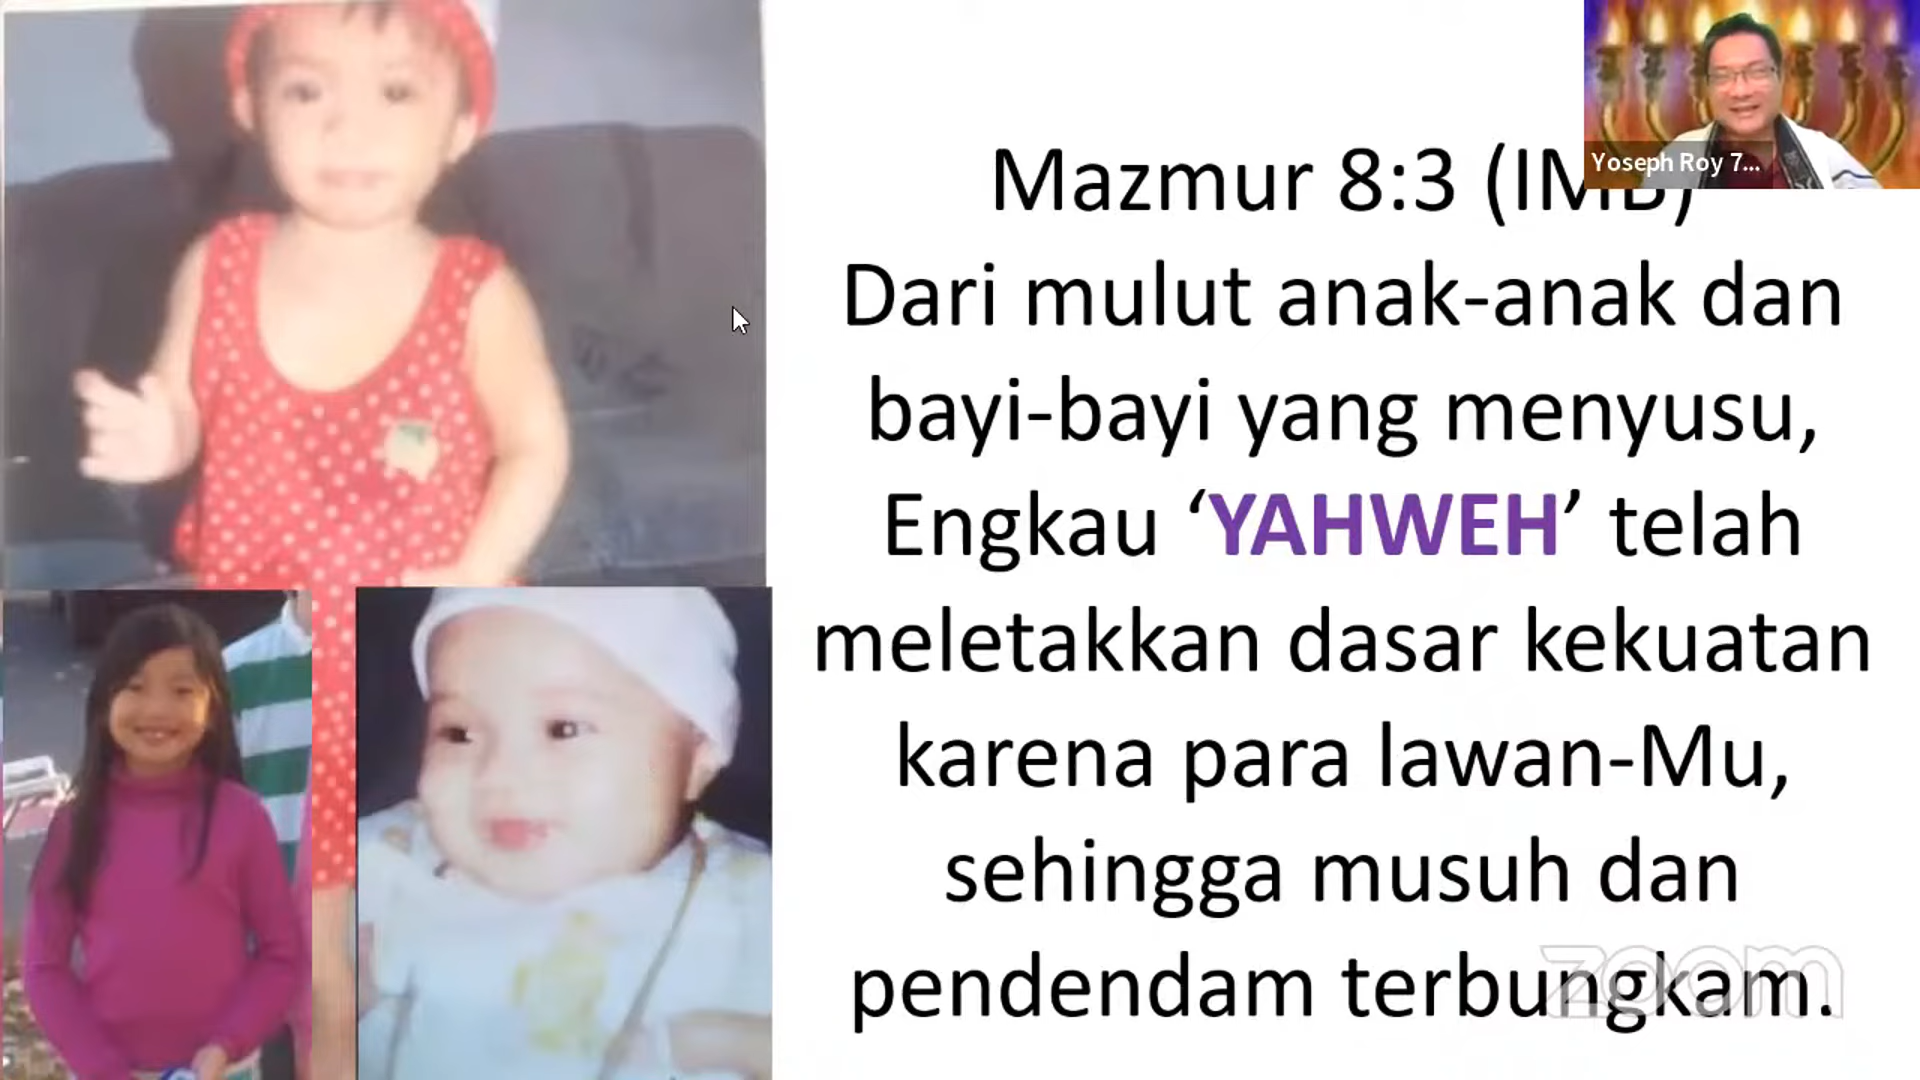 Mazmur 8:3 (IMB)
Dari mulut anak-anak dan
bayi-bayi yang menyusu,
Engkau ‘YAHWEH’ telah
meletakkan dasar kekuatan
karena para lawan-Mu,
sehingga musuh dan
pendendam terbungkam.
Yoseph Roy 7...
zoom